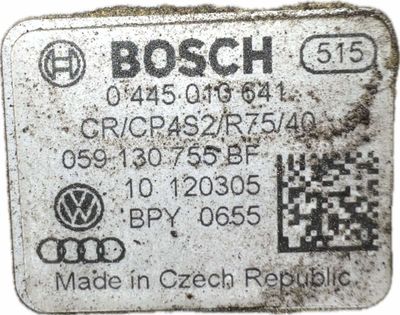 BOSCH 515
0 445 010 641
CR/CP4S2/R75/40
059 130 755 BF
10 120305
BPY 0655
Made in Czech Republic